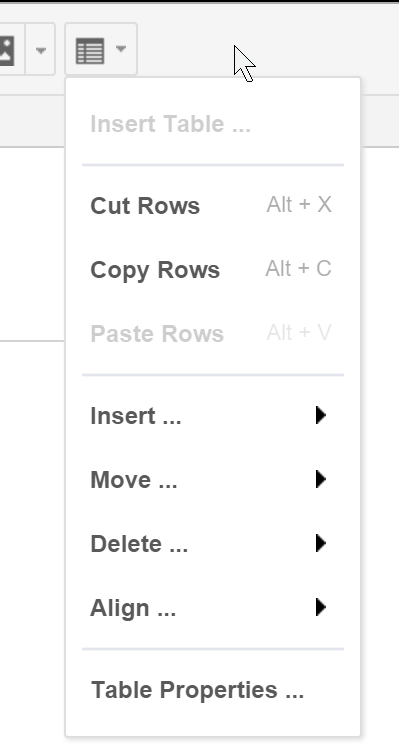 Insert Table ...
Cut Rows Alt + X
Copy Rows Alt + C
Paste Rows Alt + V
Insert ...
Move ...
Delete ...
Align ...
Table Properties ...